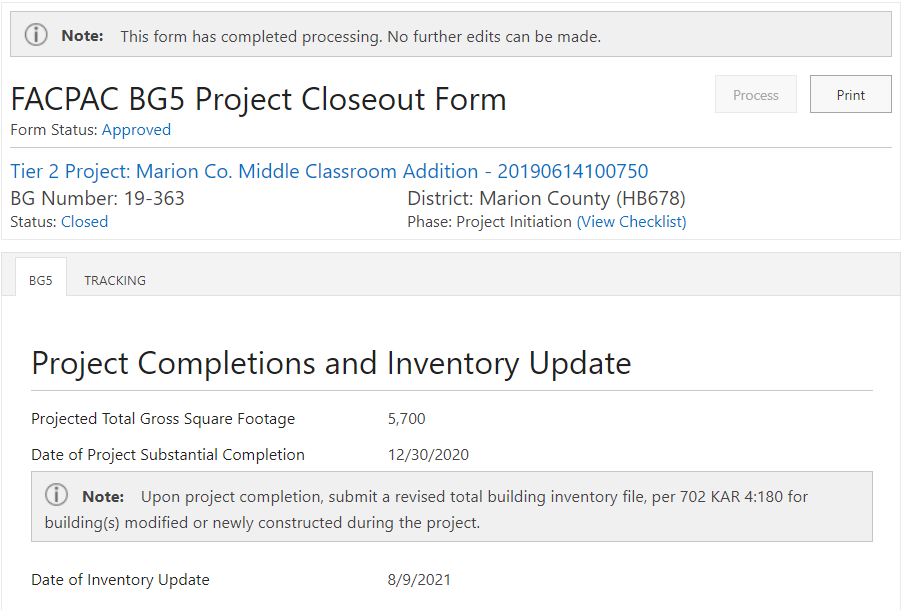 Note: This form has completed processing. No further edits can be made.
FACPAC BG5 Project Closeout Form
Process
Print
Form Status: Approved
Tier 2 Project: Marion Co. Middle Classroom Addition - 20190614100750
BG Number: 19-363
District: Marion County (HB678)
Status: Closed
Phase: Project Initiation (View Checklist)
BG5
TRACKING
Project Completions and Inventory Update
Projected Total Gross Square Footage 5,700
Date of Project Substantial Completion 12/30/2020
Note: Upon project completion, submit a revised total building inventory file, per 702 KAR 4:180 for
building(s) modified or newly constructed during the project.
Date of Inventory Update 8/9/2021